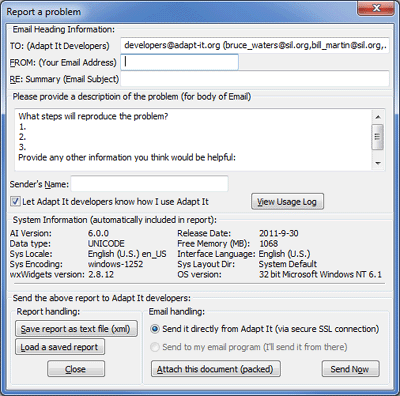 Report a problem
Email Heading Information:
TO: (Adapt It Developers) developers@adapt-it.org (bruce_waters@sil.org,bill_martin@sil.org,.
FROM: (Your Email Address)
RE: Summary (Email Subject)
Please provide a descriptioin of the problem (for body of Email)
What steps will reproduce the problem?
1.
2.
3.
Provide any other information you think would be helpful:
Sender's Name:
Let Adapt It developers know how I use Adapt It View Usage Log
System Information (automatically included in report):
AI Version: 6.0.0 Release Date: 2011-9-30
Data type: UNICODE Free Memory (MB): 1068
Sys Locale: English (U.S.) en_US Interface Language: English (U.S.)
Sys Encoding: windows-1252 Sys Layout Dir: System Default
wxWidgets version: 2.8.12 OS version: 32 bit Microsoft Windows NT 6.1
Send the above report to Adapt It developers:
Report handling: Email handling:
Save report as text file (xml) Send it directly from Adapt It (via secure SSL connection)
Load a saved report Send to my email program (I'll send it from there)
Close Attach this document (packed) Send Now